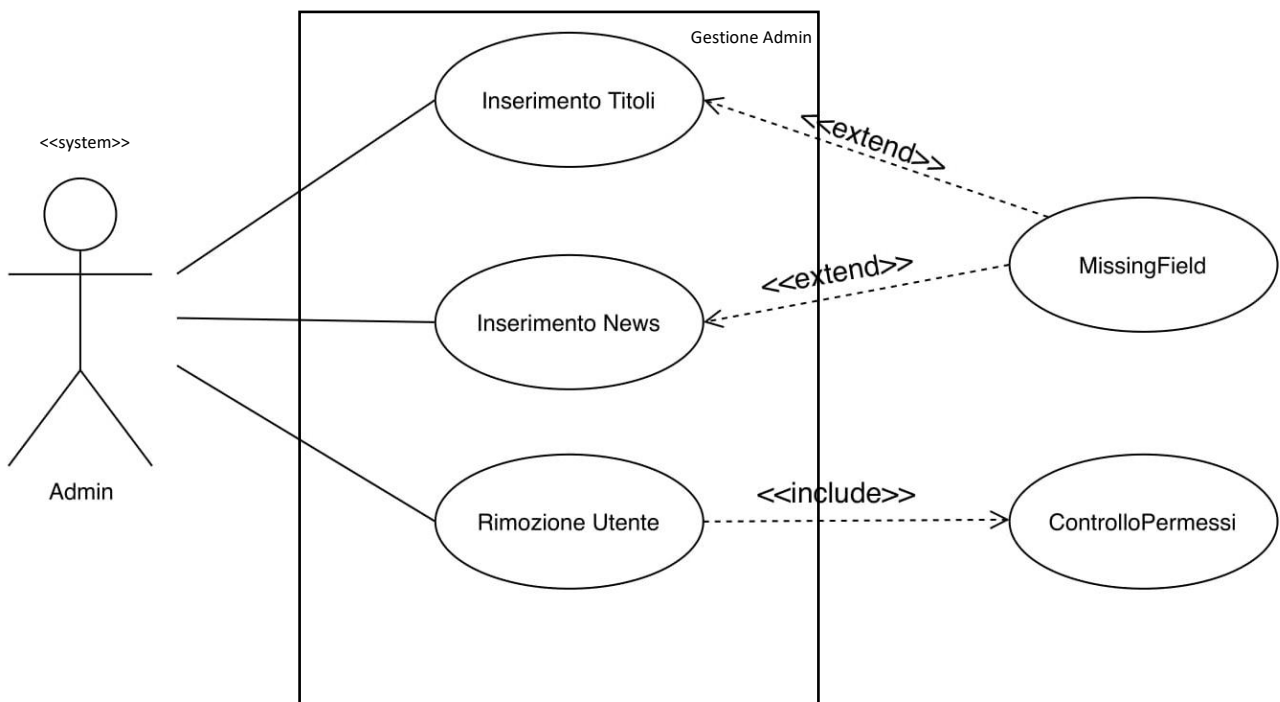 Gestione Admin
Inserimento Titoli
<<system>>
<<extend>>
MissingField
<<extend>>
Inserimento News
Admin
<<include>>
Rimozione Utente
ControlloPermessi